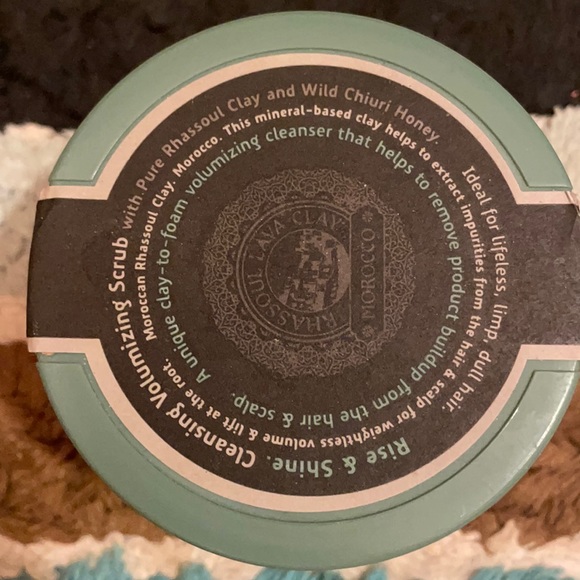 Rise & Shine. Cleansing Volumizing Scrub with Pure Rhassoul Clay and Wild Chiuri Honey.
Ideal for lifeless, limp, dull hair.
Moroccan Rhassoul Clay. Morocco. This mineral-based clay helps to extract impurities from the hair & scalp for weightless volume & lift at the root.
A unique clay-to-foam volumizing cleanser that helps to remove product buildup from the hair & scalp.
RHASSOUL LAVA CLAY
MOROCCO